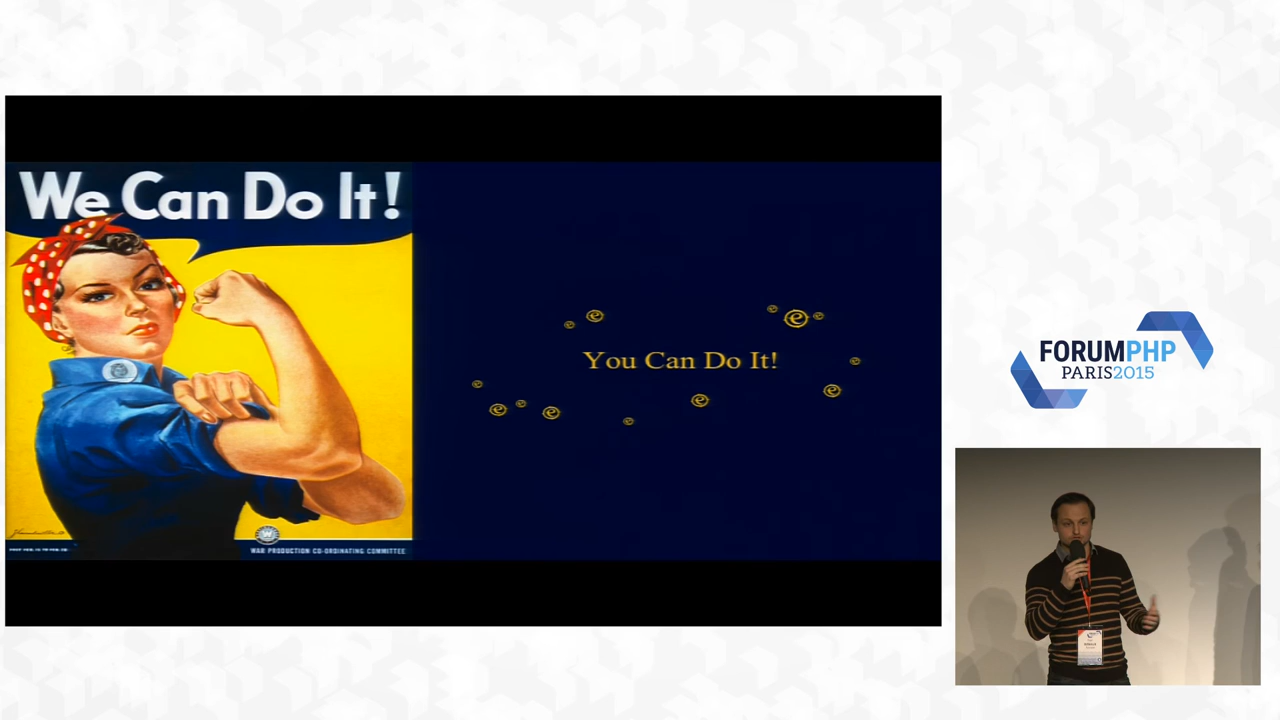 We Can Do It!
You Can Do It!
WAR PRODUCTION CO-ORDINATING COMMITTEE
FORUMPHP
PARIS2015